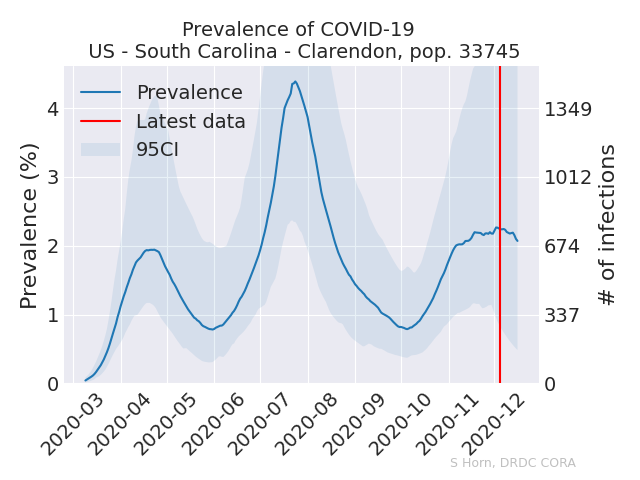 Prevalence of COVID-19
US - South Carolina - Clarendon, pop. 33745
Prevalence
Latest data
95CI
Prevalence (%)
4
3
2
1
0
1349
1012
674
337
0
# of infections
2020-03
2020-04
2020-05
2020-06
2020-07
2020-08
2020-09
2020-10
2020-11
2020-12
S Horn, DRDC CORA